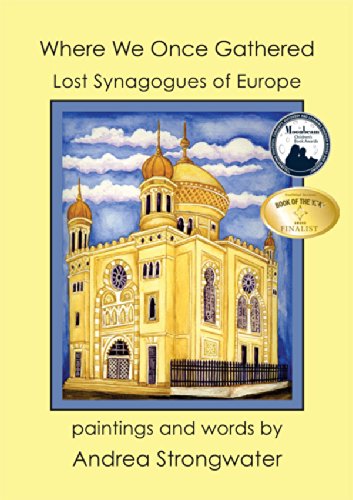 Where We Once Gathered
Lost Synagogues of Europe
Moonbeam
Children's
Book Awards
BOOK OF THE YEAR
FINALIST
paintings and words by
Andrea Strongwater